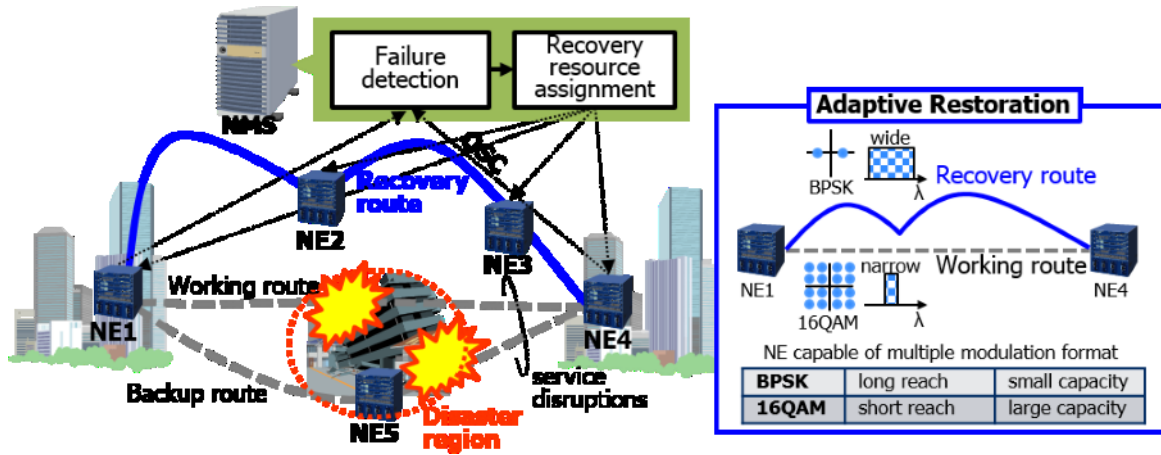 Failure
detection
Recovery
resource
assignment
NMS
OSC
Recovery
route
NE2
NE3
Working route
NE1
NE4
Backup route
service
disruptions
NE5
Disaster
region
Adaptive Restoration
wide
BPSK
λ
Recovery route
NE1
Working route
NE4
narrow
16QAM
λ
NE capable of multiple modulation format
BPSK long reach small capacity
16QAM short reach large capacity